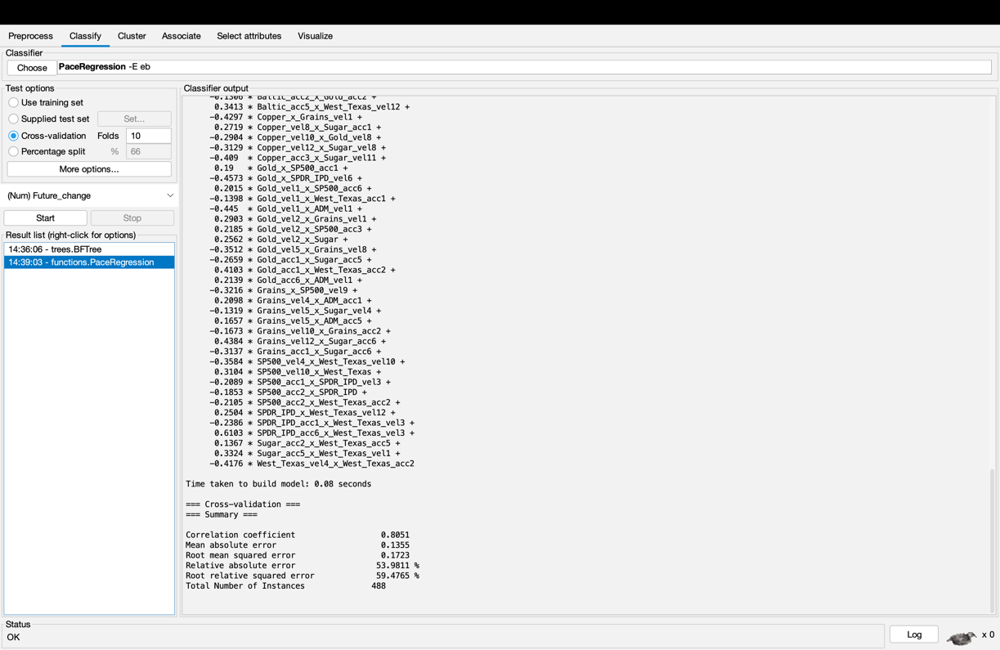 Preprocess Classify Cluster Associate Select attributes Visualize
Classifier
Choose PaceRegression -E eb
Test options
Use training set
Supplied test set Set...
Cross-validation Folds 10
Percentage split % 66
More options...
(Num) Future_change
Start Stop
Result list (right-click for options)
14:36:06 - trees.BFTree
14:39:03 - functions.PaceRegression
Classifier output
-0.1306 * Baltic_acc2_x_Gold_acc2 +
0.3413 * Baltic_acc5_x_West_Texas_vel12 +
-0.4297 * Copper_x_Grains_vel1 +
0.2719 * Copper_vel8_x_Sugar_acc1 +
-0.2904 * Copper_vel10_x_Gold_vel8 +
-0.3129 * Copper_vel12_x_Sugar_vel8 +
-0.409 * Copper_acc3_x_Sugar_vel11 +
0.19 * Gold_x_SP500_acc1 +
-0.4573 * Gold_x_SPDR_IPD_vel6 +
0.2015 * Gold_vel1_x_SP500_acc6 +
-0.1398 * Gold_vel1_x_West_Texas_acc1 +
-0.445 * Gold_vel1_x_ADM_vel1 +
0.2903 * Gold_vel2_x_Grains_vel1 +
0.2185 * Gold_vel2_x_SP500_acc3 +
0.2562 * Gold_vel2_x_Sugar +
-0.3512 * Gold_vel5_x_Grains_vel8 +
-0.2659 * Gold_acc1_x_Sugar_acc5 +
0.4103 * Gold_acc1_x_West_Texas_acc2 +
0.2139 * Gold_acc6_x_ADM_vel1 +
-0.3216 * Grains_x_SP500_vel9 +
0.2098 * Grains_vel4_x_ADM_acc1 +
-0.1319 * Grains_vel5_x_Sugar_vel4 +
0.1657 * Grains_vel5_x_ADM_acc5 +
-0.1673 * Grains_vel10_x_Grains_acc2 +
0.4384 * Grains_vel12_x_Sugar_acc6 +
-0.3137 * Grains_acc1_x_Sugar_acc6 +
-0.3584 * SP500_vel4_x_West_Texas_vel10 +
0.3104 * SP500_vel10_x_West_Texas +
-0.2089 * SP500_acc1_x_SPDR_IPD_vel3 +
-0.1853 * SP500_acc2_x_SPDR_IPD +
-0.2105 * SP500_acc2_x_West_Texas_acc2 +
0.2504 * SPDR_IPD_x_West_Texas_vel12 +
-0.2386 * SPDR_IPD_acc1_x_West_Texas_vel3 +
0.6103 * SPDR_IPD_acc6_x_West_Texas_vel3 +
0.1367 * Sugar_acc2_x_West_Texas_acc5 +
0.3324 * Sugar_acc5_x_West_Texas_vel1 +
-0.4176 * West_Texas_vel4_x_West_Texas_acc2
Time taken to build model: 0.08 seconds
=== Cross-validation ===
=== Summary ===
Correlation coefficient 0.8051
Mean absolute error 0.1355
Root mean squared error 0.1723
Relative absolute error 53.9811 %
Root relative squared error 59.4765 %
Total Number of Instances 488
Status
OK
Log x 0